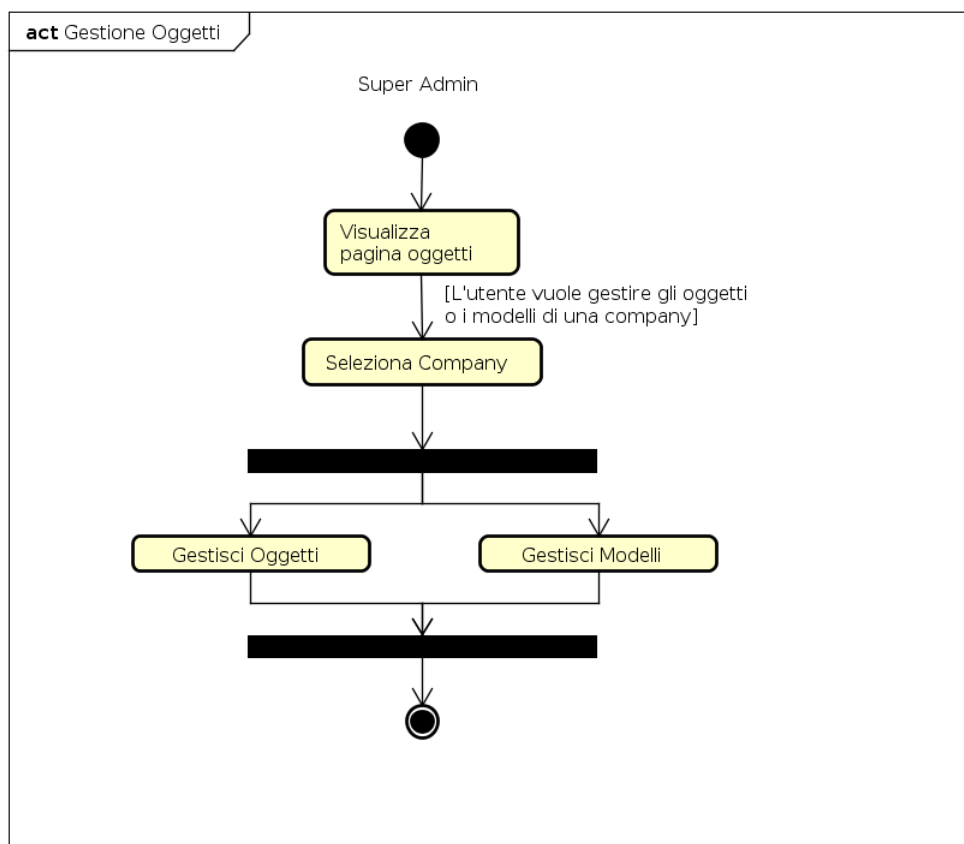 act Gestione Oggetti
Super Admin
Visualizza
pagina oggetti
[L'utente vuole gestire gli oggetti
o i modelli di una company]
Seleziona Company
Gestisci Oggetti
Gestisci Modelli